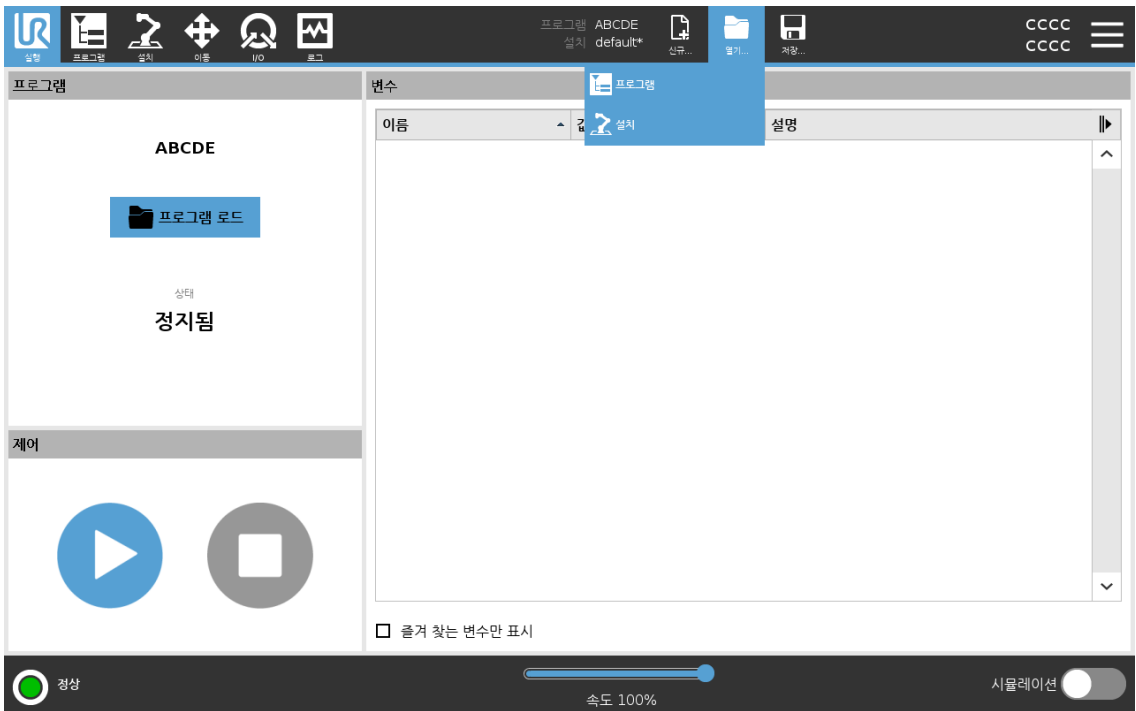 UR
실행
프로그램
설치
이동
I/O
로그
프로그램 ABCDE
설치 default*
신규...
열기...
저장...
CCCC
CCCC
프로그램
설치
프로그램
ABCDE
프로그램 로드
상태
정지됨
변수
이름
설명
즐겨 찾는 변수만 표시
제어
정상
속도 100%
시뮬레이션